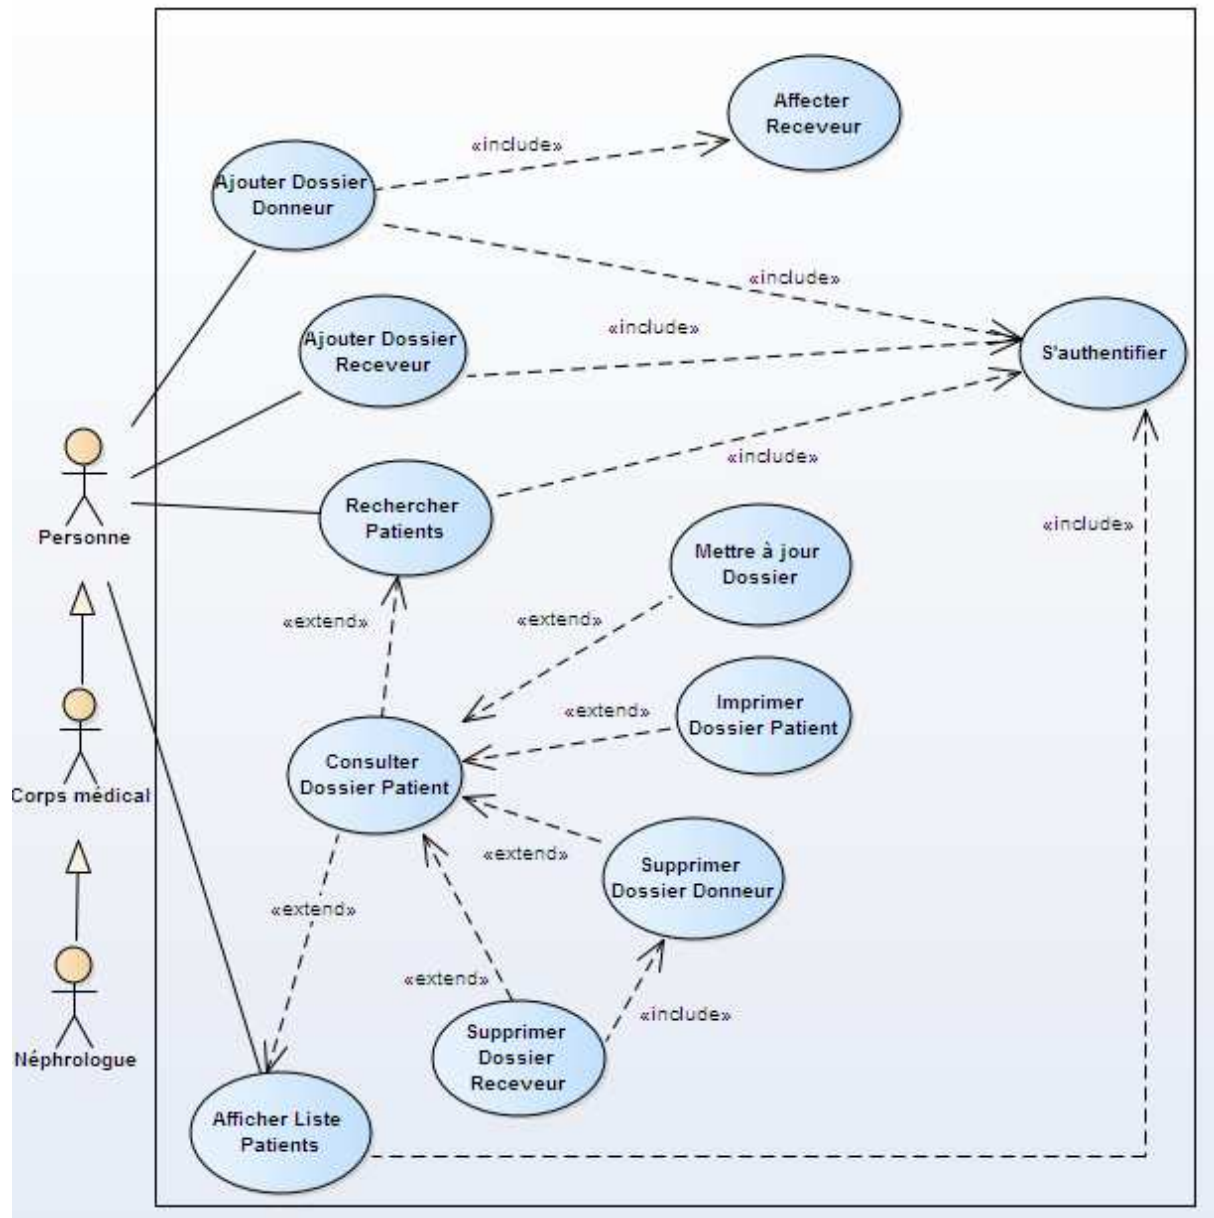 Affecter
Receveur
«include»
Ajouter Dossier
Donneur
«include»
«include»
Ajouter Dossier
Receveur
S'authentifier
«include»
Rechercher
Patients
«include»
Personne
Mettre à jour
Dossier
«extend»
«extend»
Imprimer
Dossier Patient
«extend»
Consulter
Dossier Patient
Corps médical
«extend»
Supprimer
Dossier Donneur
«extend»
«extend»
«include»
Supprimer
Dossier
Receveur
Néphrologue
Afficher Liste
Patients